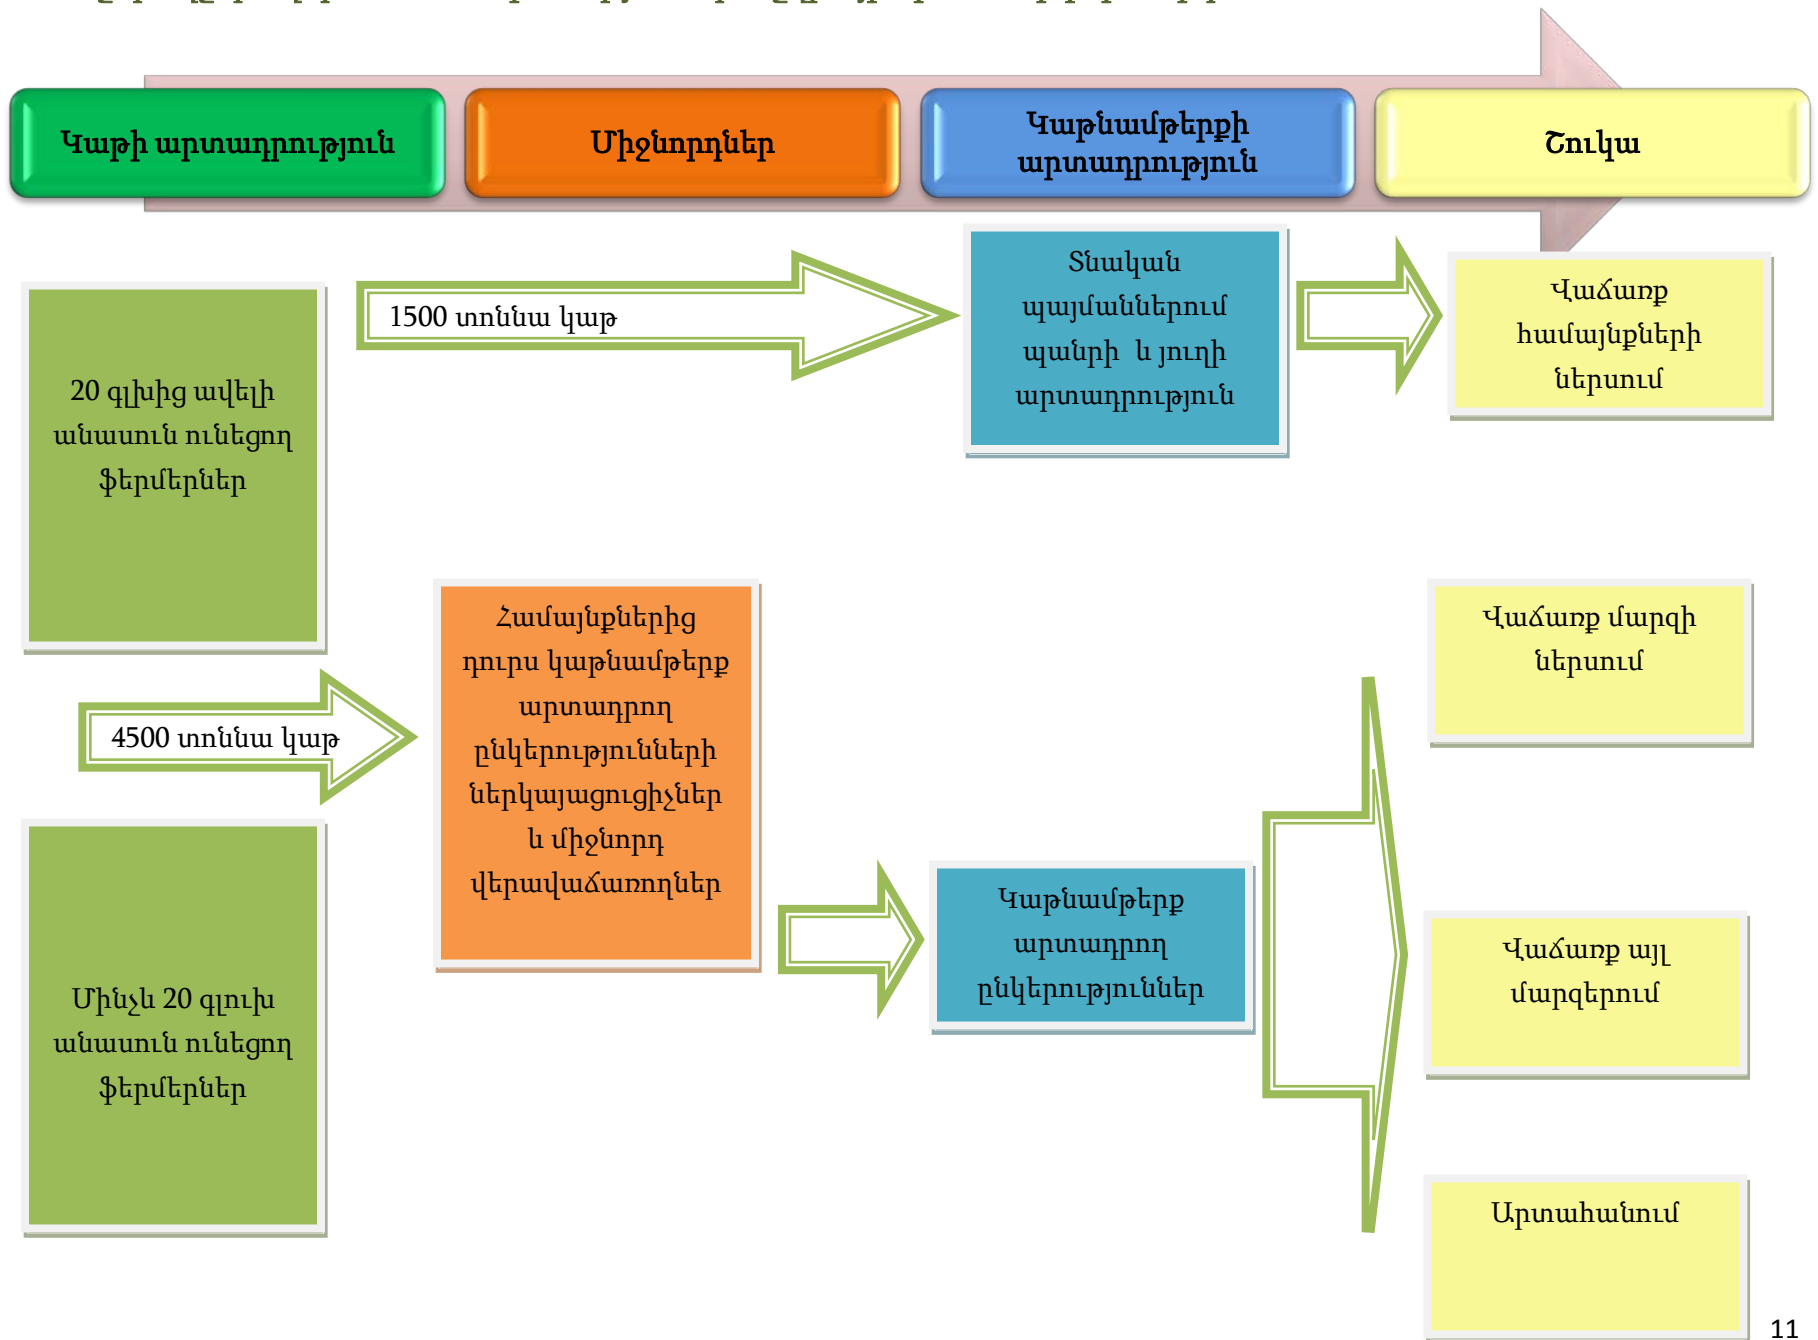 Կաթի արտադրություն
Միջնորդներ
Կաթնամթերքի
արտադրություն
Շուկա
1500 տոննա կաթ
Տնական
պայմաններում
պանրի և յուղի
արտադրություն
Վաճառք
համայնքների
ներսում
20 գլխից ավելի
անասուն ունեցող
ֆերմերներ
4500 տոննա կաթ
Համայնքներից
դուրս կաթնամթերք
արտադրող
ընկերությունների
ներկայացուցիչներ
և միջնորդ
վերավաճառողներ
Վաճառք մարզի
ներսում
Մինչև 20 գլուխ
անասուն ունեցող
ֆերմերներ
Կաթնամթերք
արտադրող
ընկերություններ
Վաճառք այլ
մարզերում
Արտահանում
11